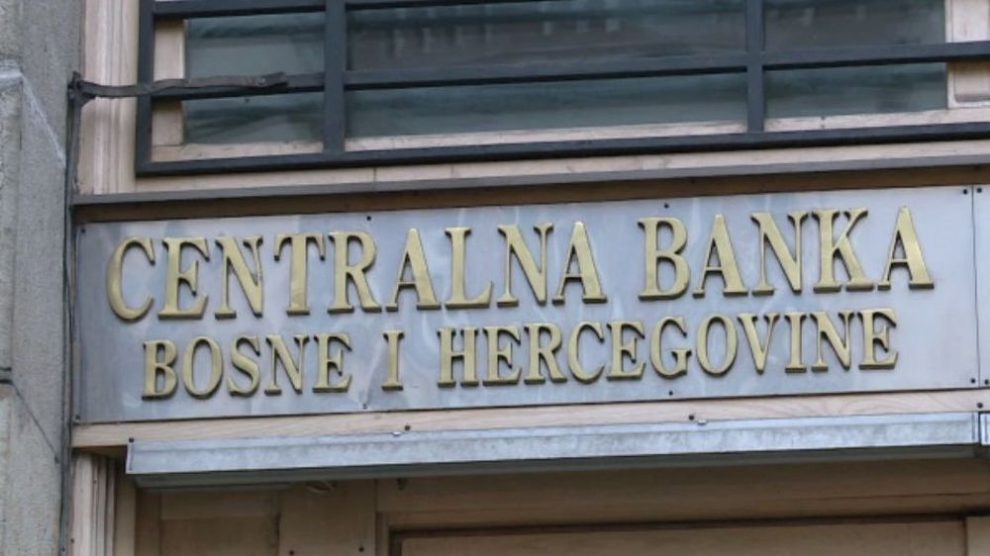 CENTRALNA BANKA
BOSNE I HERCEGOVINE